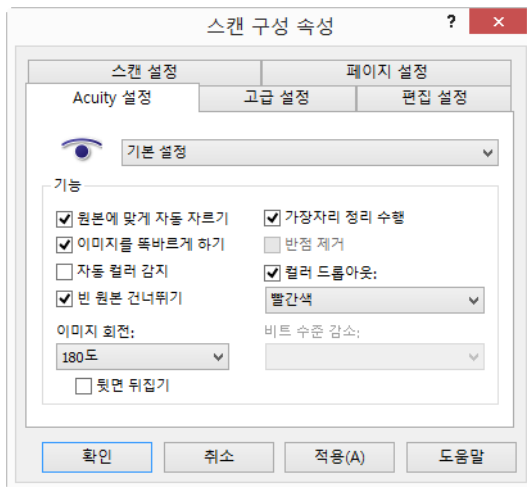 스캔 구성 속성
?
스캔 설정
페이지 설정
Acuity 설정
고급 설정
편집 설정
기본 설정
기능
원본에 맞게 자동 자르기
가장자리 정리 수행
이미지를 똑바르게 하기
반점 제거
자동 컬러 감지
컬러 드롭아웃:
빈 원본 건너뛰기
빨간색
이미지 회전:
비트 수준 감소:
180도
뒷면 뒤집기
확인
취소
적용(A)
도움말